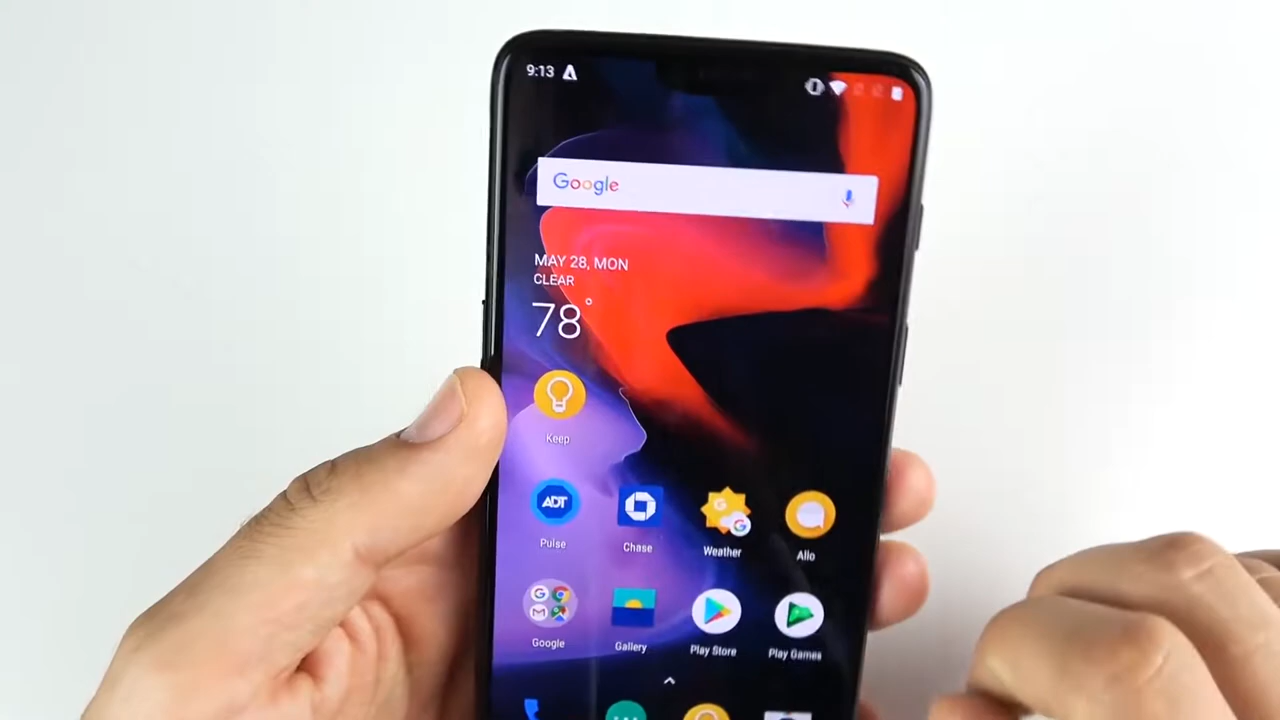 9:13
Google
MAY 28, MON
CLEAR
78°
Keep
ADT
Pulse
Chase
G
G
Weather
Allo
G
M
Google
Gallery
Play Store
Play Games